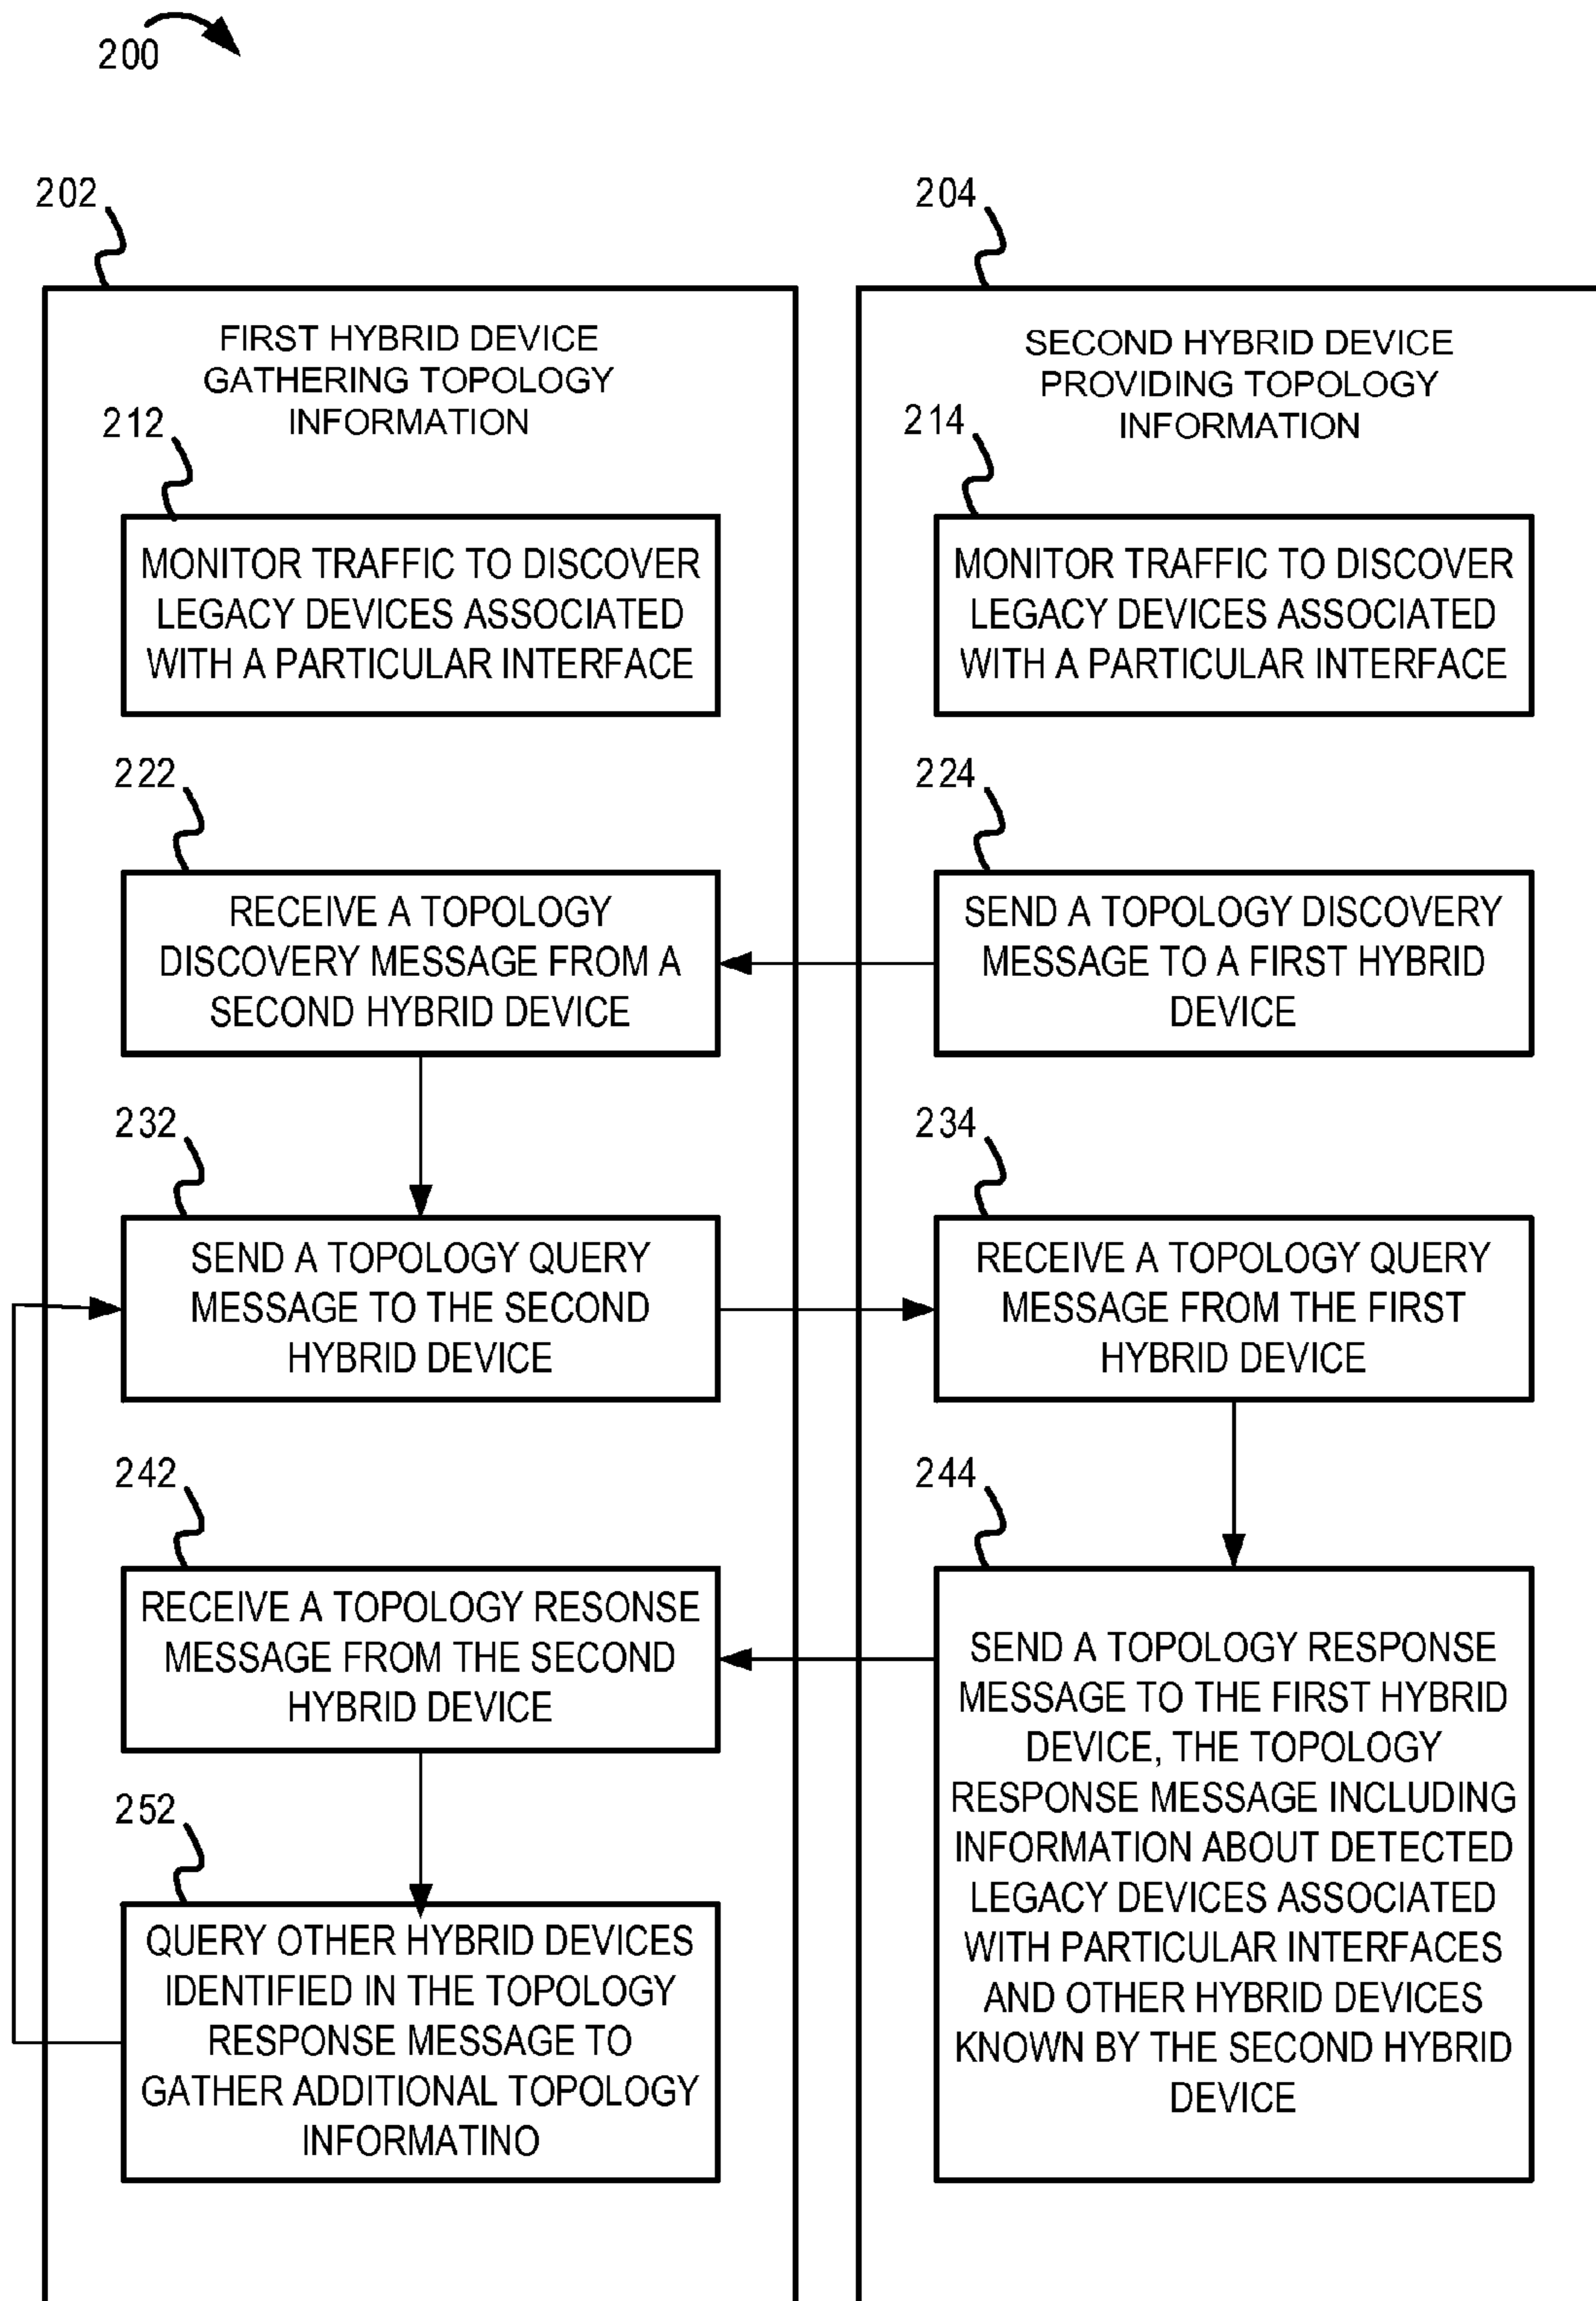 200
202
204
FIRST HYBRID DEVICE
GATHERING TOPOLOGY
INFORMATION
SECOND HYBRID DEVICE
PROVIDING TOPOLOGY
INFORMATION
212
MONITOR TRAFFIC TO DISCOVER
LEGACY DEVICES ASSOCIATED
WITH A PARTICULAR INTERFACE
214
MONITOR TRAFFIC TO DISCOVER
LEGACY DEVICES ASSOCIATED
WITH A PARTICULAR INTERFACE
222
RECEIVE A TOPOLOGY
DISCOVERY MESSAGE FROM A
SECOND HYBRID DEVICE
224
SEND A TOPOLOGY DISCOVERY
MESSAGE TO A FIRST HYBRID
DEVICE
232
SEND A TOPOLOGY QUERY
MESSAGE TO THE SECOND
HYBRID DEVICE
234
RECEIVE A TOPOLOGY QUERY
MESSAGE FROM THE FIRST
HYBRID DEVICE
242
RECEIVE A TOPOLOGY RESONSE
MESSAGE FROM THE SECOND
HYBRID DEVICE
244
SEND A TOPOLOGY RESPONSE
MESSAGE TO THE FIRST HYBRID
DEVICE, THE TOPOLOGY
RESPONSE MESSAGE INCLUDING
INFORMATION ABOUT DETECTED
LEGACY DEVICES ASSOCIATED
WITH PARTICULAR INTERFACES
AND OTHER HYBRID DEVICES
KNOWN BY THE SECOND HYBRID
DEVICE
252
QUERY OTHER HYBRID DEVICES
IDENTIFIED IN THE TOPOLOGY
RESPONSE MESSAGE TO
GATHER ADDITIONAL TOPOLOGY
INFORMATINO